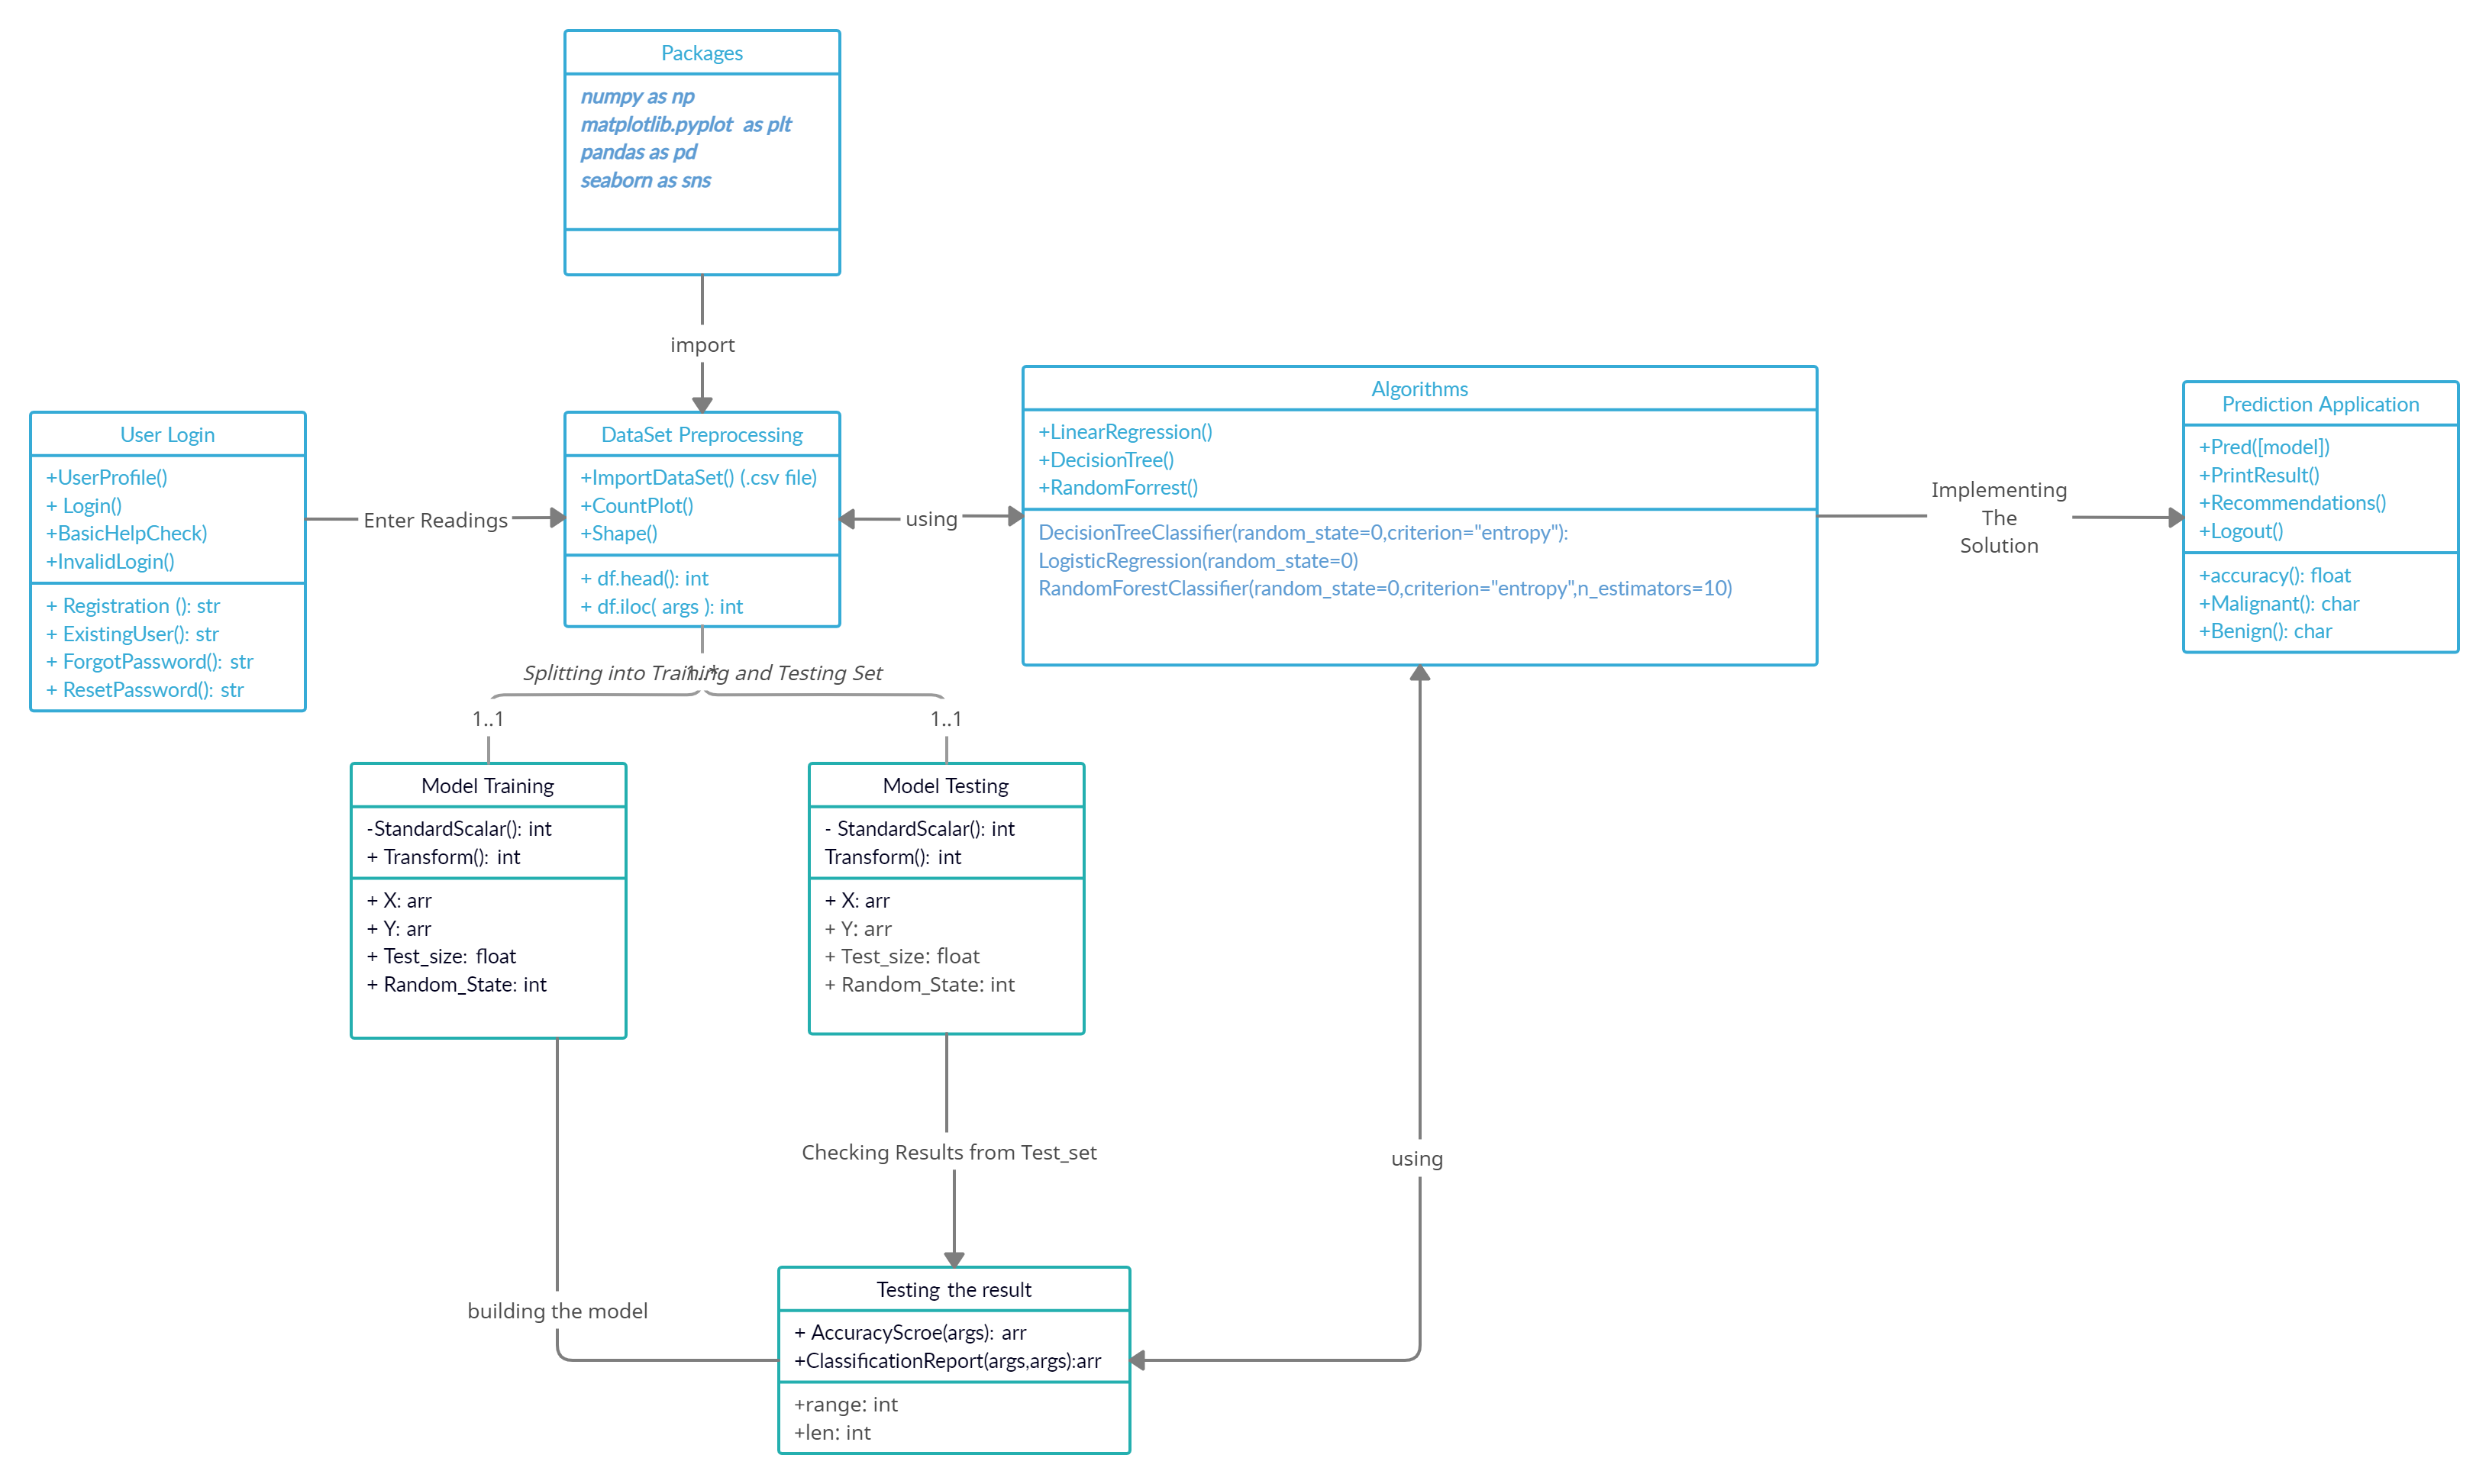 Packages
numpy as np
matplotlib.pyplot as plt
pandas as pd
seaborn as sns
import
User Login
+UserProfile()
+ Login()
+BasicHelpCheck)
+InvalidLogin()
+ Registration (): str
+ ExistingUser(): str
+ ForgotPassword(): str
+ ResetPassword(): str
Enter Readings
DataSet Preprocessing
+ImportDataSet() (.csv file)
+CountPlot()
+Shape()
+ df.head(): int
+ df.iloc( args ): int
using
Algorithms
+LinearRegression()
+DecisionTree()
+RandomForrest()
DecisionTreeClassifier(random_state=0,criterion="entropy"):
LogisticRegression(random_state=0)
RandomForestClassifier(random_state=0,criterion="entropy",n_estimators=10)
Implementing
The
Solution
Prediction Application
+Pred([model])
+PrintResult()
+Recommendations()
+Logout()
+accuracy(): float
+Malignant(): char
+Benign(): char
Splitting into Training and Testing Set
1..*
1..1
1..1
Model Training
-StandardScalar(): int
+ Transform(): int
+ X: arr
+ Y: arr
+ Test_size: float
+ Random_State: int
Model Testing
- StandardScalar(): int
Transform(): int
+ X: arr
+ Y: arr
+ Test_size: float
+ Random_State: int
Checking Results from Test_set
using
building the model
Testing the result
+ AccuracyScroe(args): arr
+ClassificationReport(args,args):arr
+range: int
+len: int